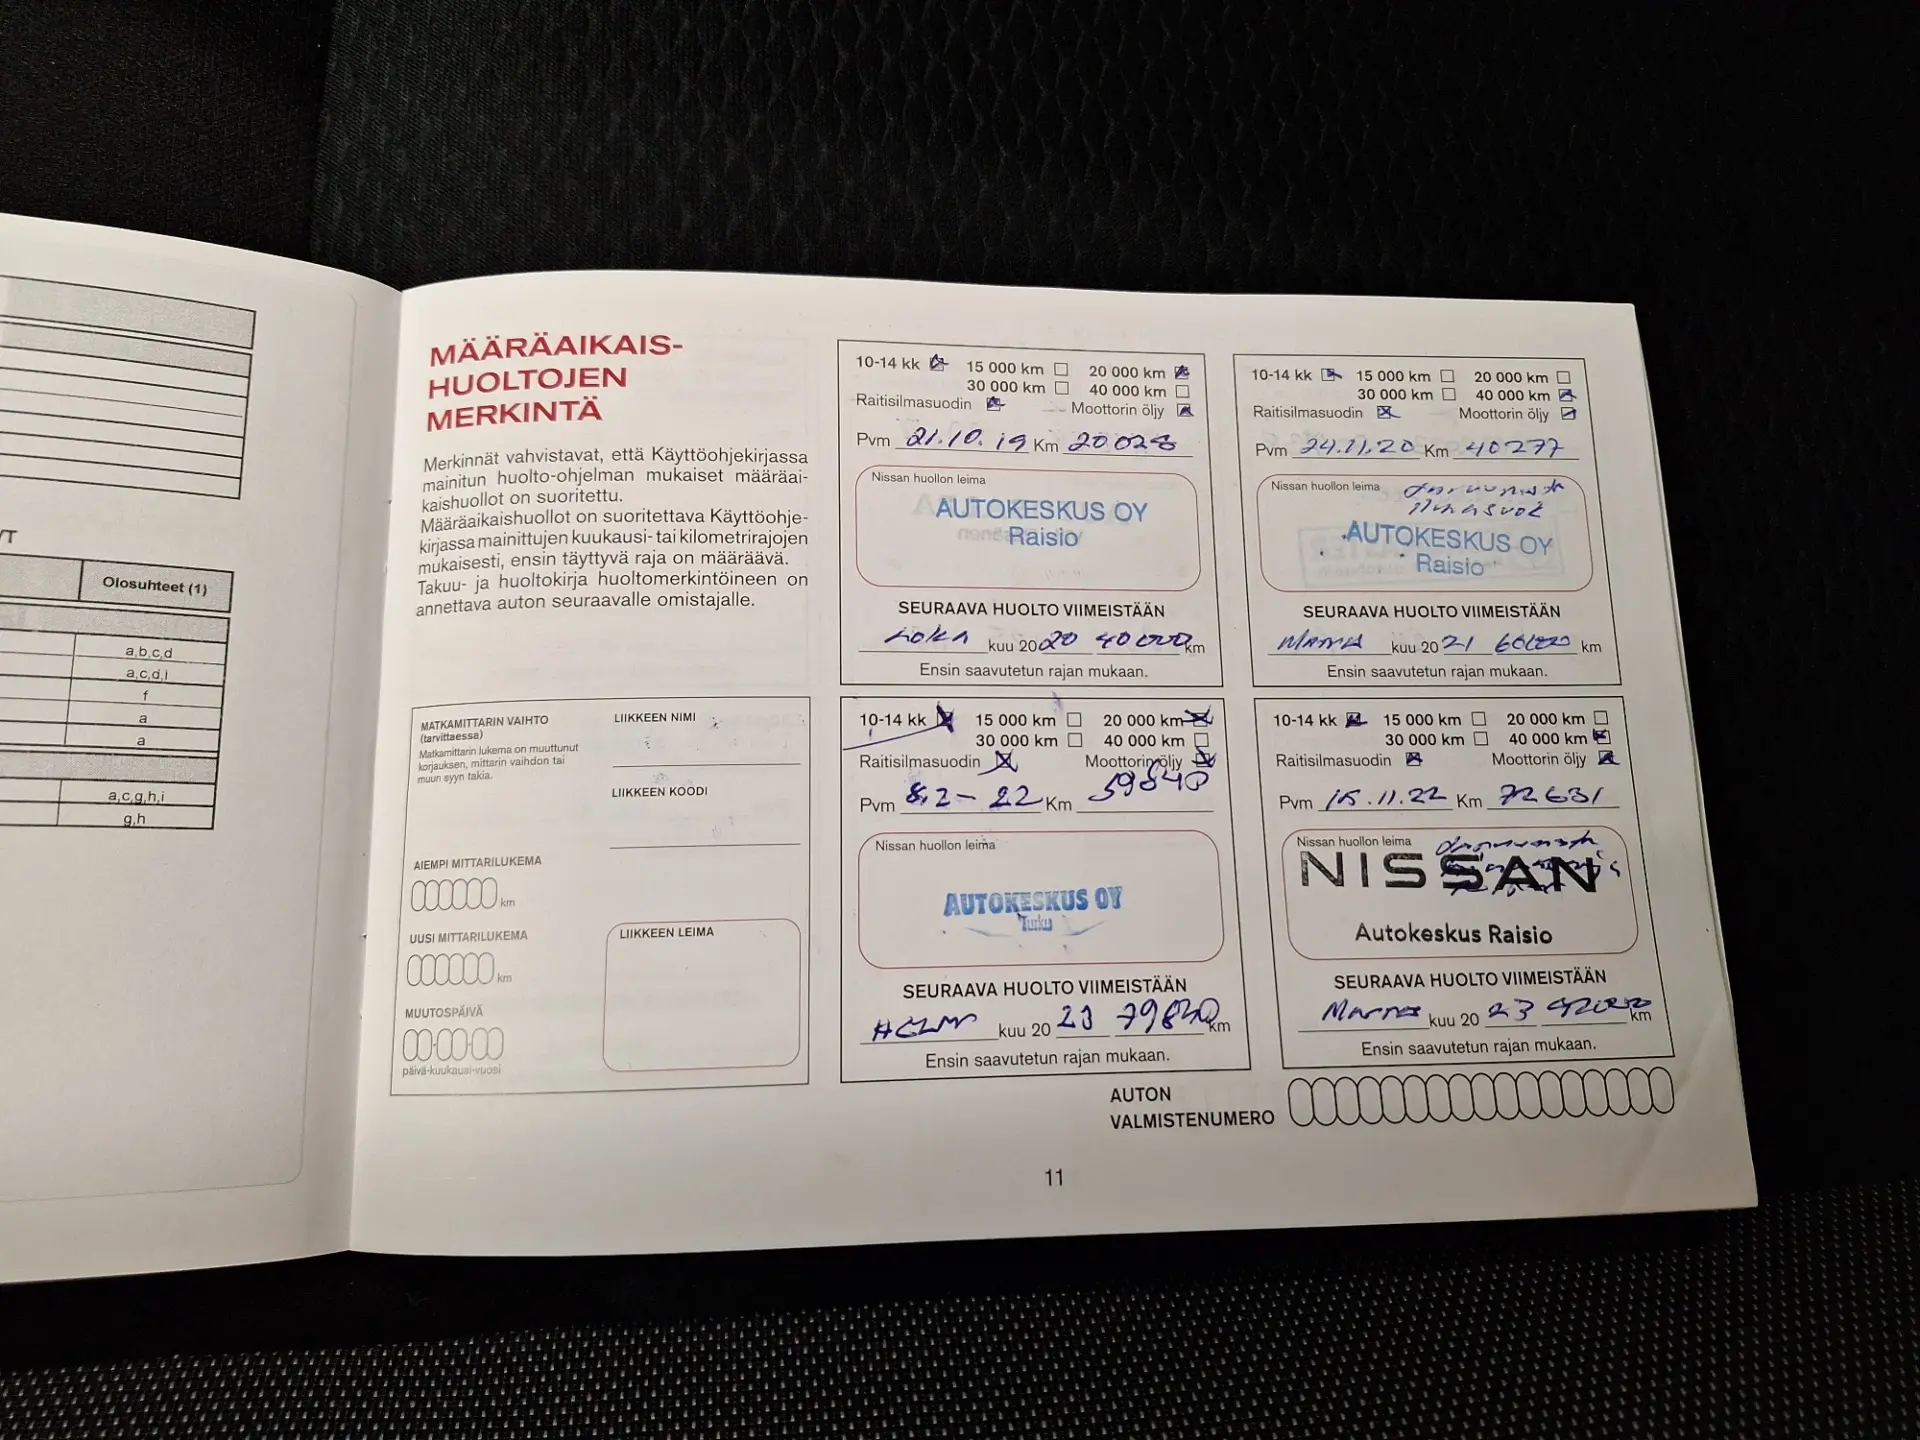 YT
Olosuhteet (1)
a,b,c,d
a,c,d,i
f
a
a
a,c,g,h,i
g,h
MÄÄRÄAIKAIS-
HUOLTOJEN
MERKINTÄ
Merkinnät vahvistavat, että Käyttöohjekirjassa
mainitun huolto-ohjelman mukaiset määräai-
kaishuollot on suoritettu.
Määräaikaishuollot on suoritettava Käyttöohje-
kirjassa mainittujen kuukausi- tai kilometrirajojen
mukaisesti, ensin täyttyvä raja on määräävä.
Takuu- ja huoltokirja huoltomerkintöineen on
annettava auton seuraavalle omistajalle.
MATKAMITTARIN VAIHTO
(tarvittaessa)
Matkamittarin lukema on muuttunut
korjauksen, mittarin vaihdon tai
muun syyn takia.
AIEMPI MITTARILUKEMA
km
UUSI MITTARILUKEMA
km
MUUTOSPÄIVÄ
päivä-kuukausi-vuosi
LIIKKEEN NIMI
LIIKKEEN KOODI
LIIKKEEN LEIMA
10-14 kk 15 000 km 20 000 km
30 000 km 40 000 km
Raitisilmasuodin Moottorin öljy
Pvm 21.10.19 Km 20028
Nissan huollon leima
AUTOKESKUS OY
Raisio
SEURAAVA HUOLTO VIIMEISTÄÄN
LOKA kuu 2020 40000 km
Ensin saavutetun rajan mukaan.
10-14 kk 15 000 km 20 000 km
30 000 km 40 000 km
Raitisilmasuodin Moottorin öljy
Pvm 24.11.20 Km 40277
Nissan huollon leima
AUTOKESKUS OY
Raisio
SEURAAVA HUOLTO VIIMEISTÄÄN
MARRAS kuu 2021 60000 km
Ensin saavutetun rajan mukaan.
10-14 kk 15 000 km 20 000 km
30 000 km 40 000 km
Raitisilmasuodin Moottorin öljy
Pvm 8.2-22 Km 59840
Nissan huollon leima
AUTOKESKUS OY
Turku
SEURAAVA HUOLTO VIIMEISTÄÄN
HELMI kuu 2023 79840 km
Ensin saavutetun rajan mukaan.
10-14 kk 15 000 km 20 000 km
30 000 km 40 000 km
Raitisilmasuodin Moottorin öljy
Pvm 15.11.22 Km 72631
Nissan huollon leima
NISSAN
Autokeskus Raisio
SEURAAVA HUOLTO VIIMEISTÄÄN
MARRAS kuu 2023 92000 km
Ensin saavutetun rajan mukaan.
AUTON
VALMISTENUMERO
11